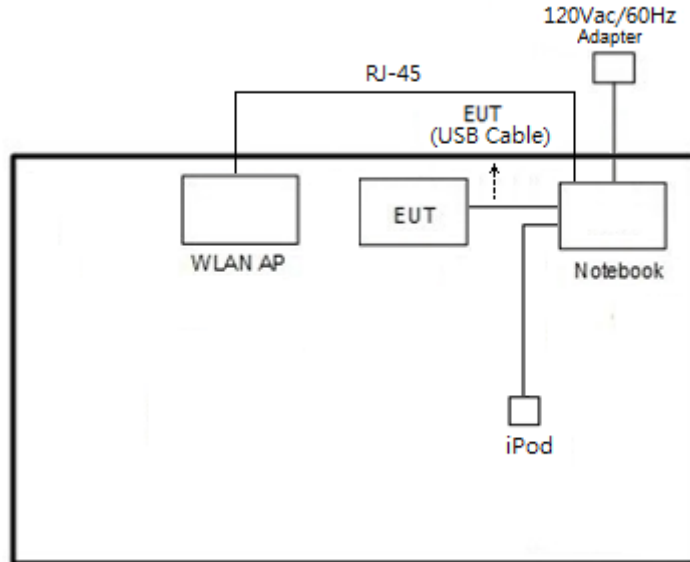 120Vac/60Hz
Adapter
RJ-45
EUT
(USB Cable)
EUT
WLAN AP
Notebook
iPod